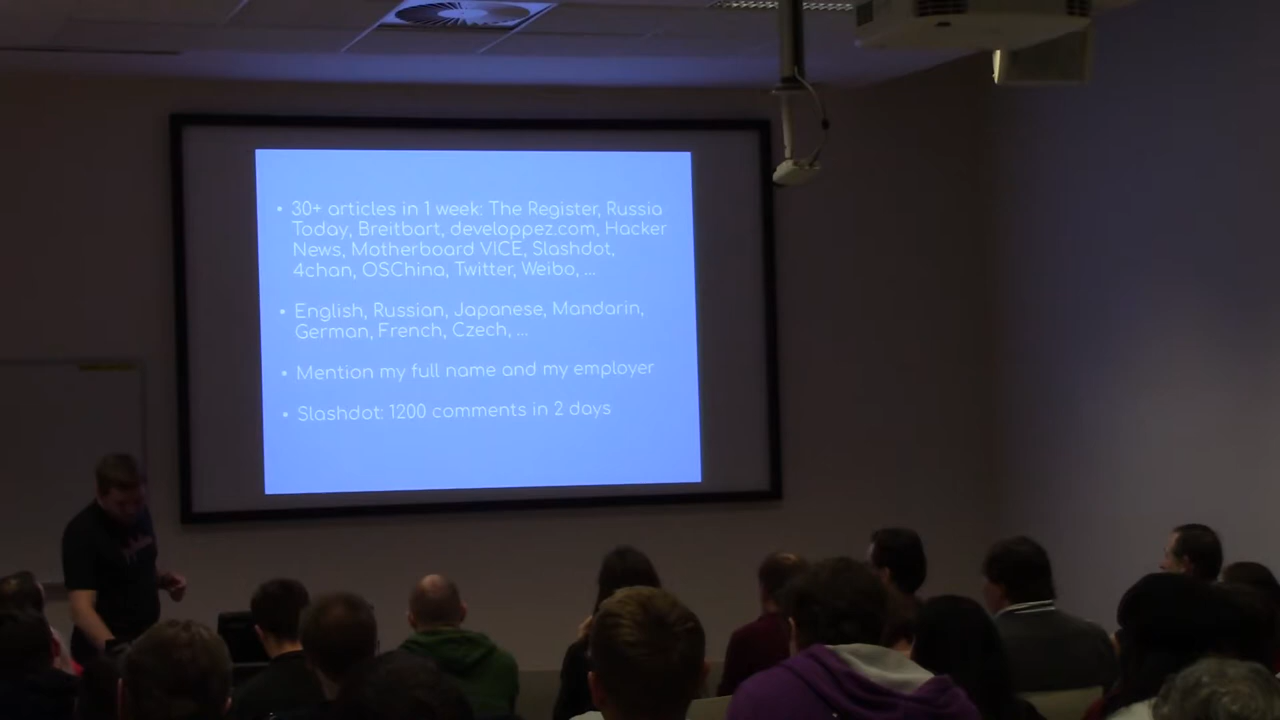 • 30+ articles in 1 week: The Register, Russia
Today, Breitbart, developpez.com, Hacker
News, Motherboard VICE, Slashdot,
4chan, OSChina, Twitter, Weibo, ...
• English, Russian, Japanese, Mandarin,
German, French, Czech, ...
• Mention my full name and my employer
• Slashdot: 1200 comments in 2 days